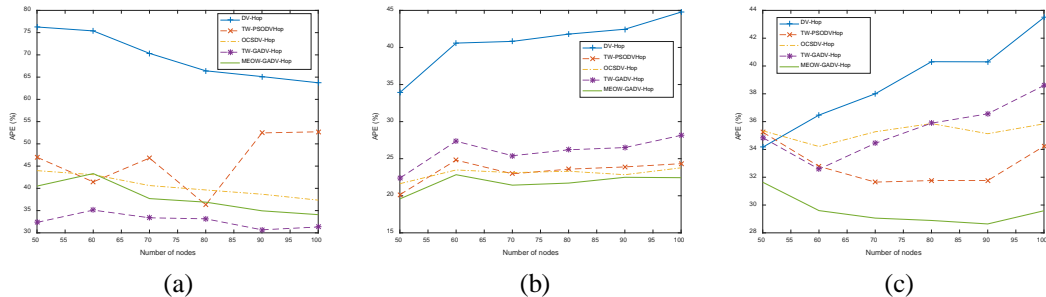 80
75
70
65
60
55
50
45
40
35
30
APE (%)
50 55 60 65 70 75 80 85 90 95 100
Number of nodes
DV-Hop
TW-PSODVHop
OCSDV-Hop
TW-GADV-Hop
MEOW-GADV-Hop
(a)
45
40
35
30
25
20
15
APE (%)
50 55 60 65 70 75 80 85 90 95 100
Number of nodes
DV-Hop
TW-PSODVHop
OCSDV-Hop
TW-GADV-Hop
MEOW-GADV-Hop
(b)
44
42
40
38
36
34
32
30
28
APE (%)
50 55 60 65 70 75 80 85 90 95 100
Number of nodes
DV-Hop
TW-PSODVHop
OCSDV-Hop
TW-GADV-Hop
MEOW-GADV-Hop
(c)